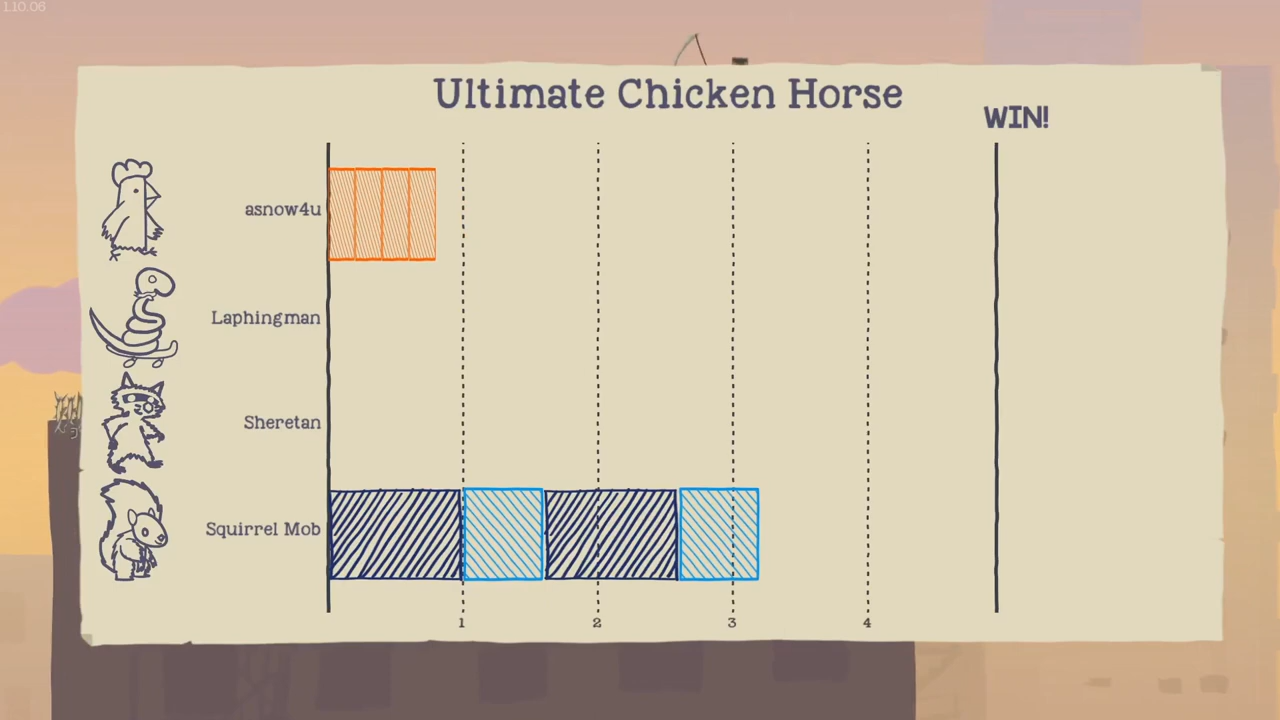 1.10.06
Ultimate Chicken Horse
WIN!
asnow4u
Laphingman
Sheretan
Squirrel Mob
1 2 3 4